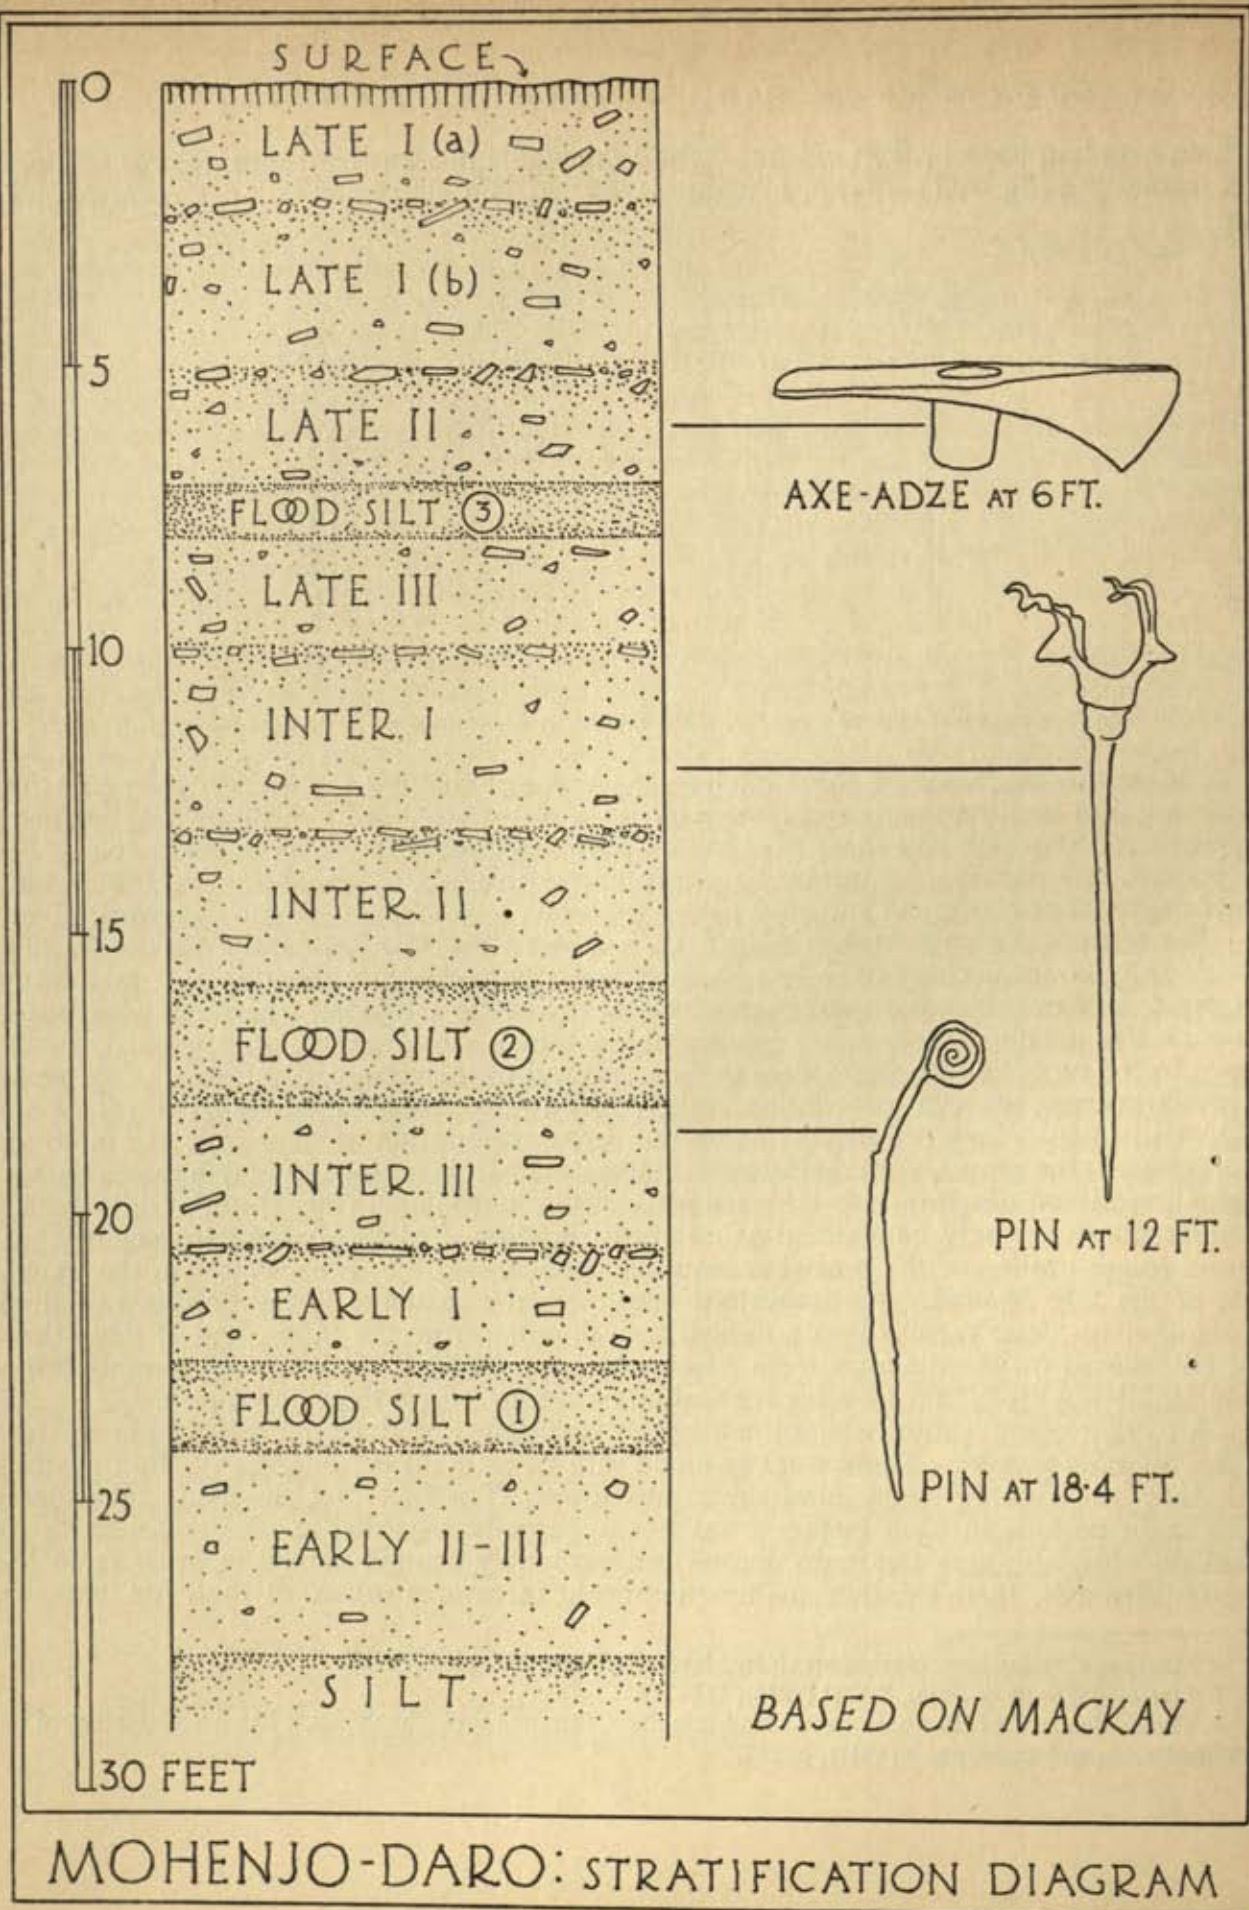 SURFACE
0
LATE I (a)
LATE I (b)
5
LATE II
AXE-ADZE AT 6 FT.
FLOOD SILT ③
LATE III
10
INTER. I
INTER. II
15
FLOOD SILT ②
INTER. III
20
PIN AT 12 FT.
EARLY I
FLOOD SILT ①
25
PIN AT 18·4 FT.
EARLY II-III
SILT
BASED ON MACKAY
30 FEET
MOHENJO-DARO: STRATIFICATION DIAGRAM